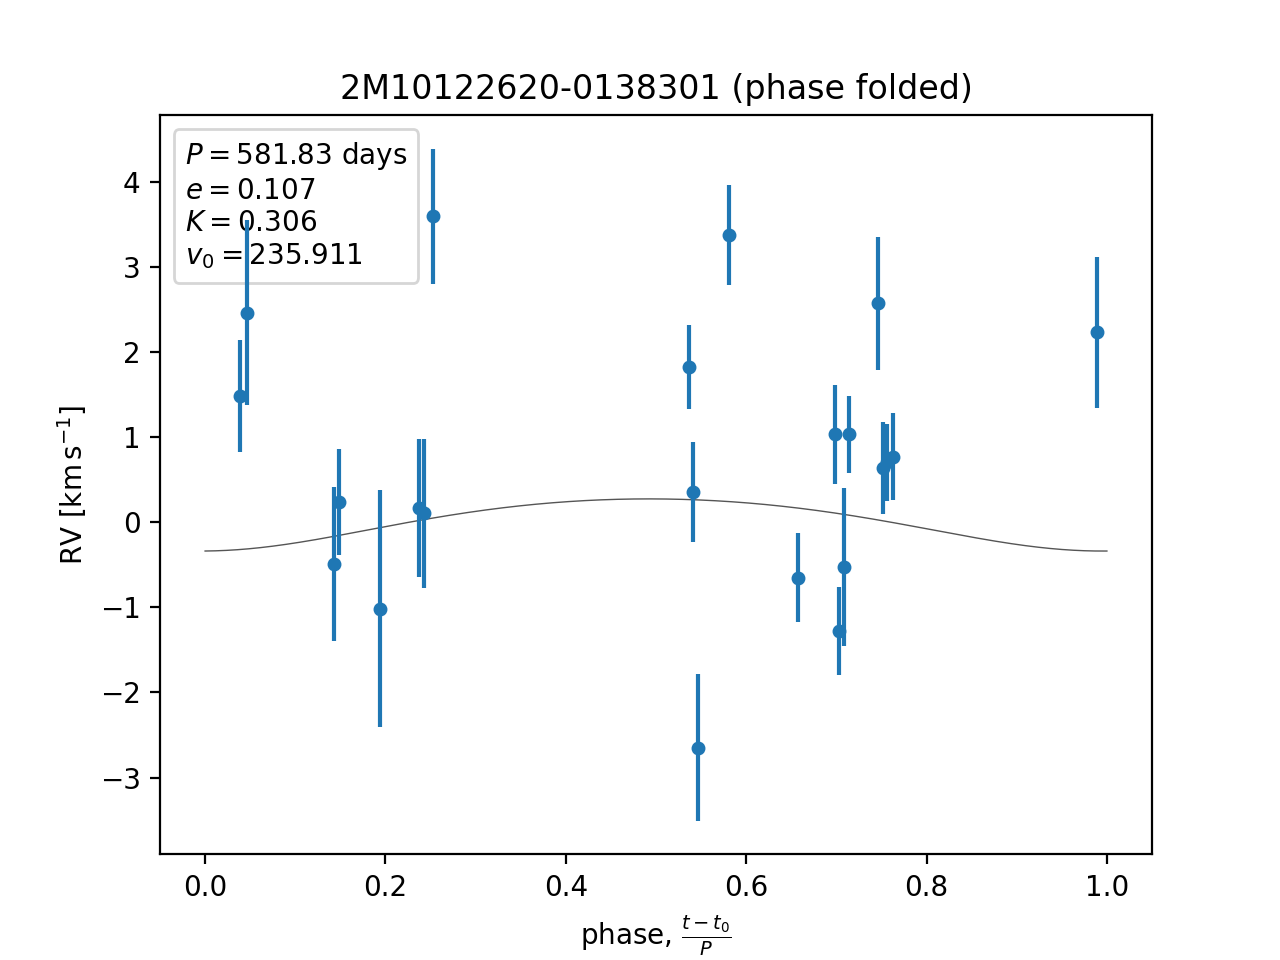 2M10122620-0138301 (phase folded)
P = 581.83 days
e = 0.107
K = 0.306
v₀ = 235.911
RV [km s⁻¹]
4
3
2
1
0
−1
−2
−3
0.0 0.2 0.4 0.6 0.8 1.0
phase, (t − t₀)/P